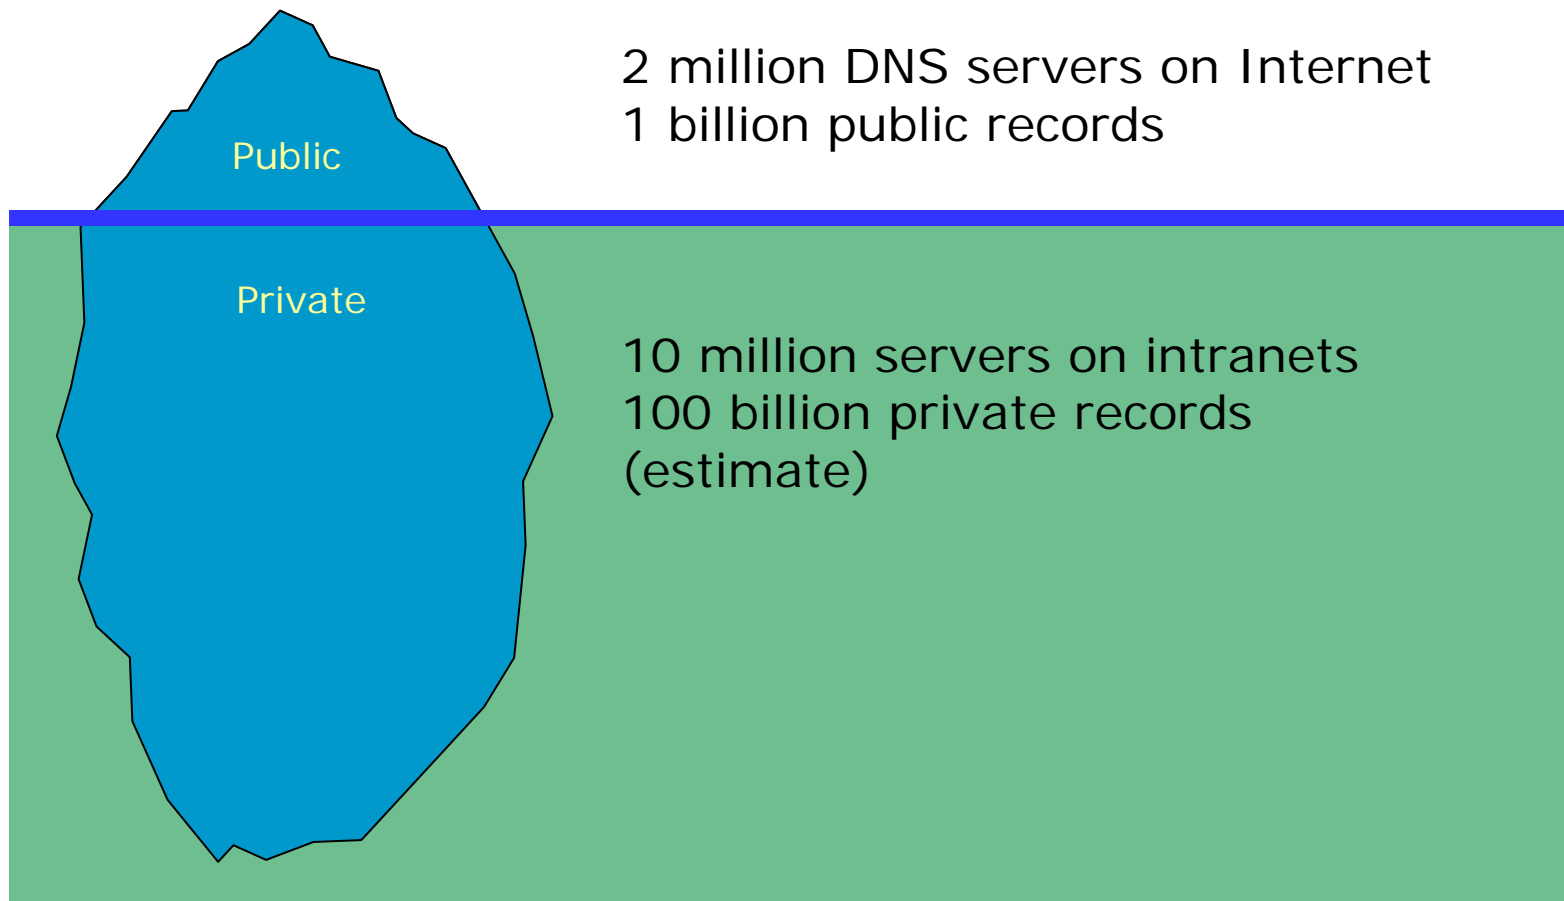 2 million DNS servers on Internet
1 billion public records
Public
Private
10 million servers on intranets
100 billion private records
(estimate)